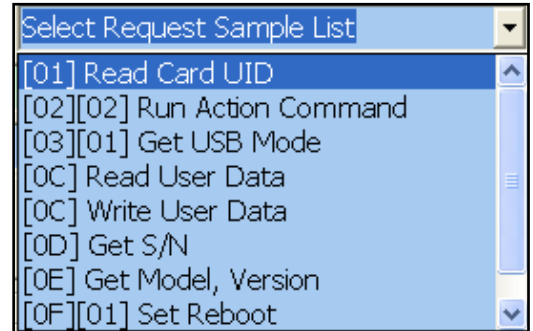 Select Request Sample List
[01] Read Card UID
[02][02] Run Action Command
[03][01] Get USB Mode
[0C] Read User Data
[0C] Write User Data
[0D] Get S/N
[0E] Get Model, Version
[0F][01] Set Reboot